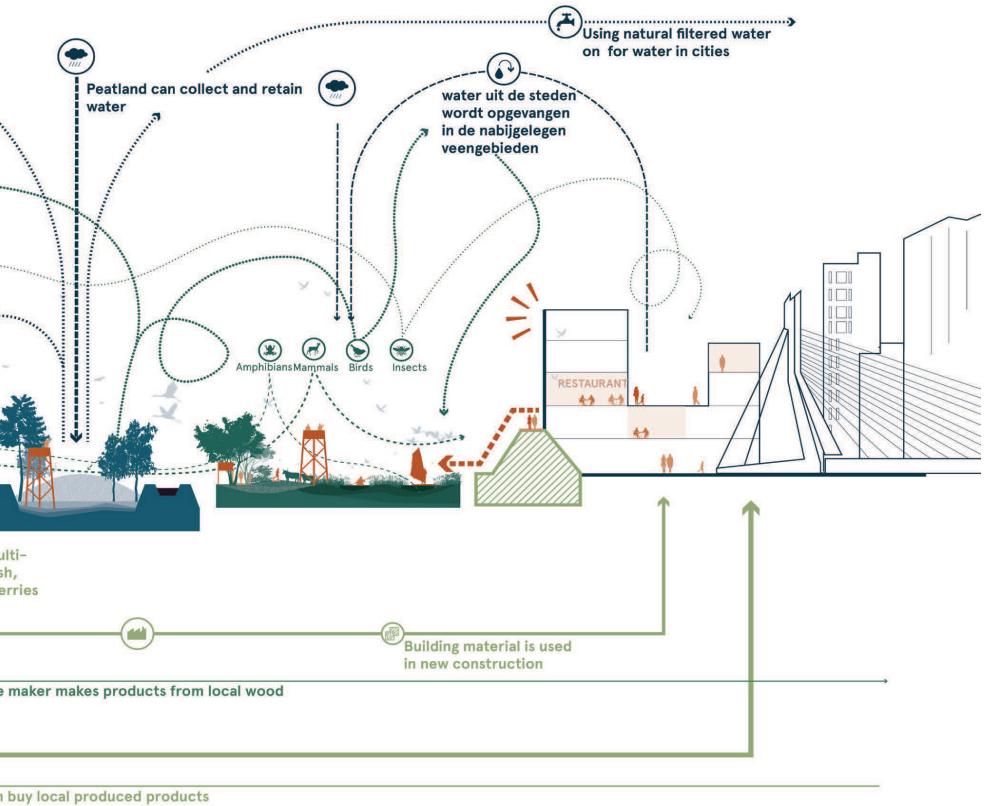 Using natural filtered water
on for water in cities
Peatland can collect and retain
water
water uit de steden
wordt opgevangen
in de nabijgelegen
veengebieden
Amphibians
Mammals
Birds
Insects
RESTAURANT
ulti-
sh,
erries
Building material is used
in new construction
e maker makes products from local wood
n buy local produced products